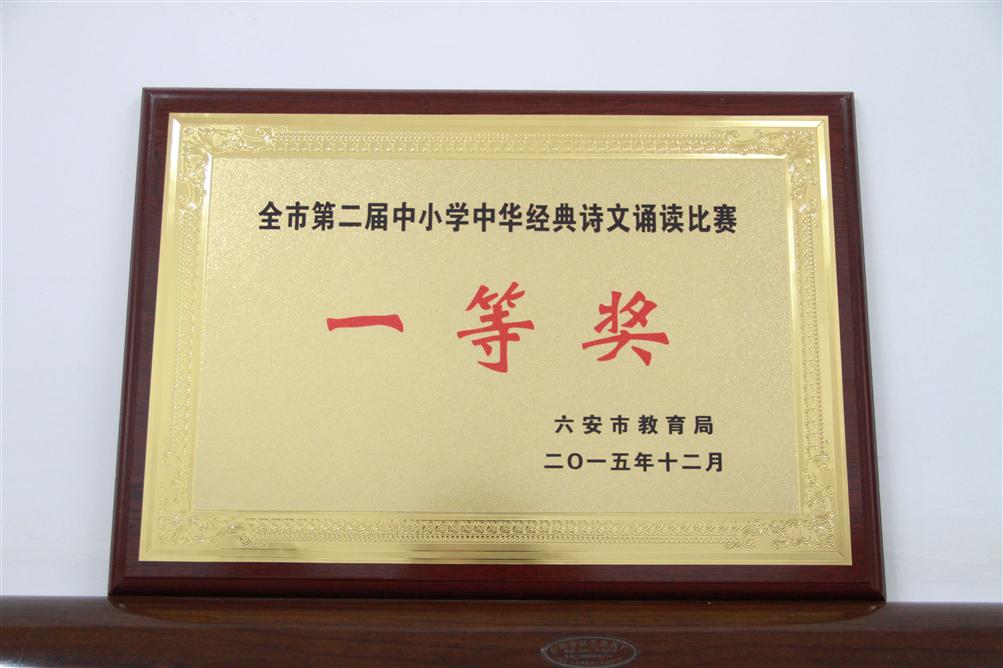 全市第二届中小学中华经典诗文诵读比赛
一等奖
六安市教育局
二〇一五年十二月